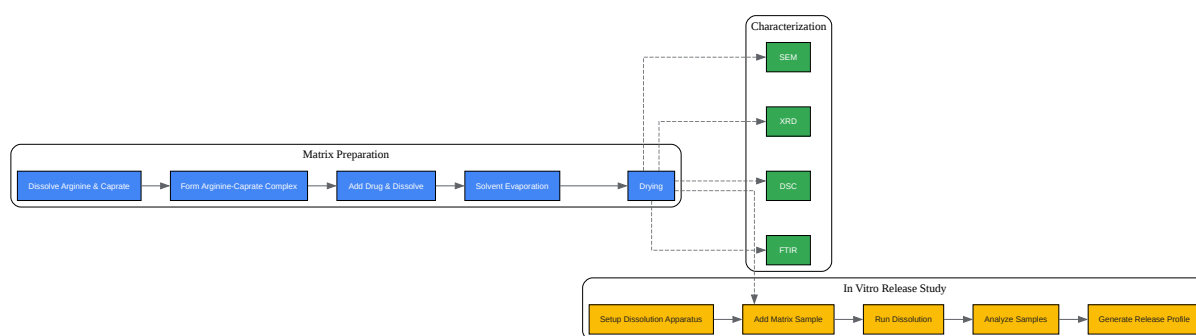 Characterization
SEM
XRD
Matrix Preparation
Dissolve Arginine & Caprate
Form Arginine-Caprate Complex
Add Drug & Dissolve
Solvent Evaporation
Drying
DSC
FTIR
In Vitro Release Study
Setup Dissolution Apparatus
Add Matrix Sample
Run Dissolution
Analyze Samples
Generate Release Profile